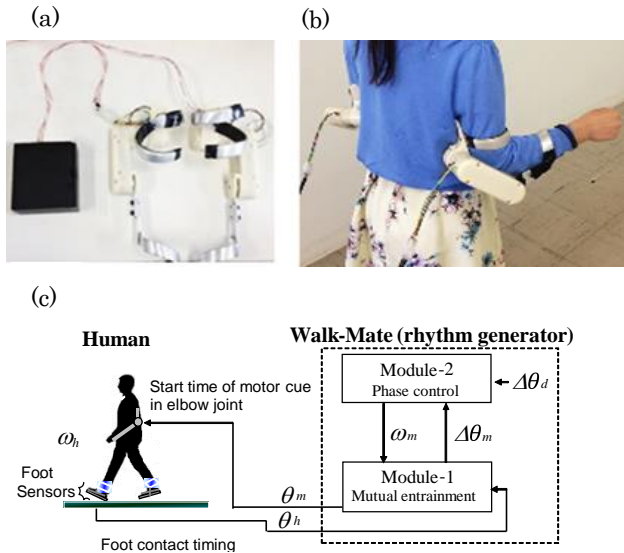 (a)
(b)
(c)
Human
Walk-Mate (rhythm generator)
Module-2
Phase control
Δθd
Start time of motor cue
in elbow joint
ωh
ωm
Δθm
Module-1
Mutual entrainment
Foot
Sensors
θm
θh
Foot contact timing